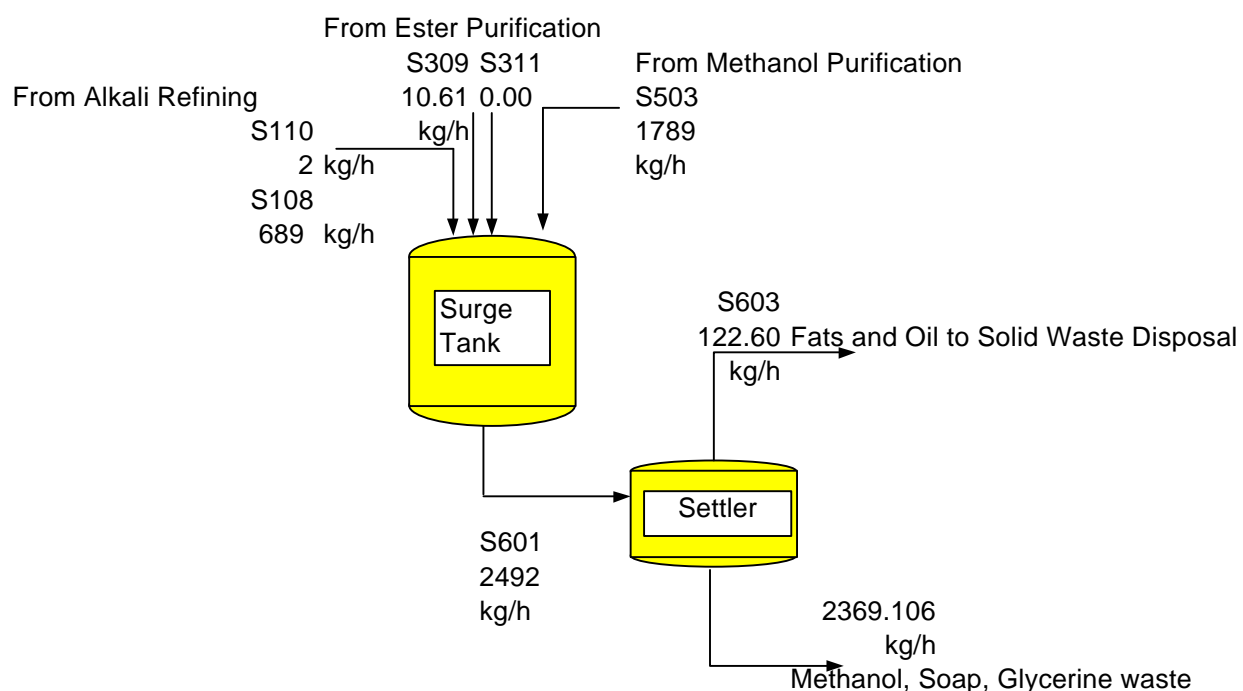 From Ester Purification
S309 S311
10.61 0.00
kg/h
From Methanol Purification
S503
1789
kg/h
From Alkali Refining
S110
2 kg/h
S108
689 kg/h
Surge
Tank
S603
122.60 Fats and Oil to Solid Waste Disposal
kg/h
Settler
S601
2492
kg/h
2369.106
kg/h
Methanol, Soap, Glycerine waste